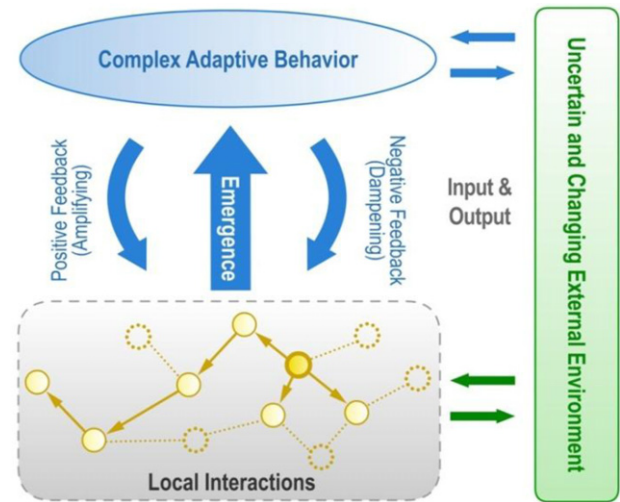 Complex Adaptive Behavior
Positive Feedback
(Amplifying)
Emergence
Negative Feedback
(Dampening)
Input &
Output
Uncertain and Changing External Environment
Local Interactions